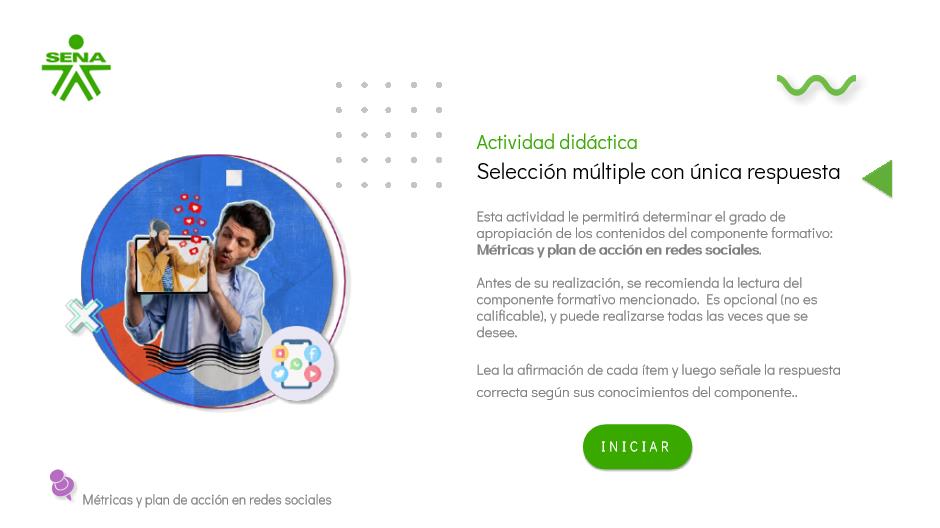 SENA
Actividad didáctica
Selección múltiple con única respuesta
Esta actividad le permitirá determinar el grado de
apropiación de los contenidos del componente formativo:
Métricas y plan de acción en redes sociales.
Antes de su realización, se recomienda la lectura del
componente formativo mencionado. Es opcional (no es
calificable), y puede realizarse todas las veces que se
desee.
Lea la afirmación de cada ítem y luego señale la respuesta
correcta según sus conocimientos del componente..
INICIAR
Métricas y plan de acción en redes sociales